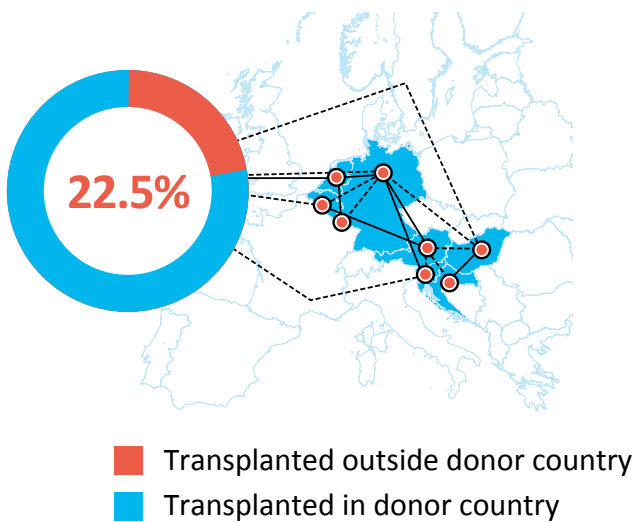 22.5%
Transplanted outside donor country
Transplanted in donor country